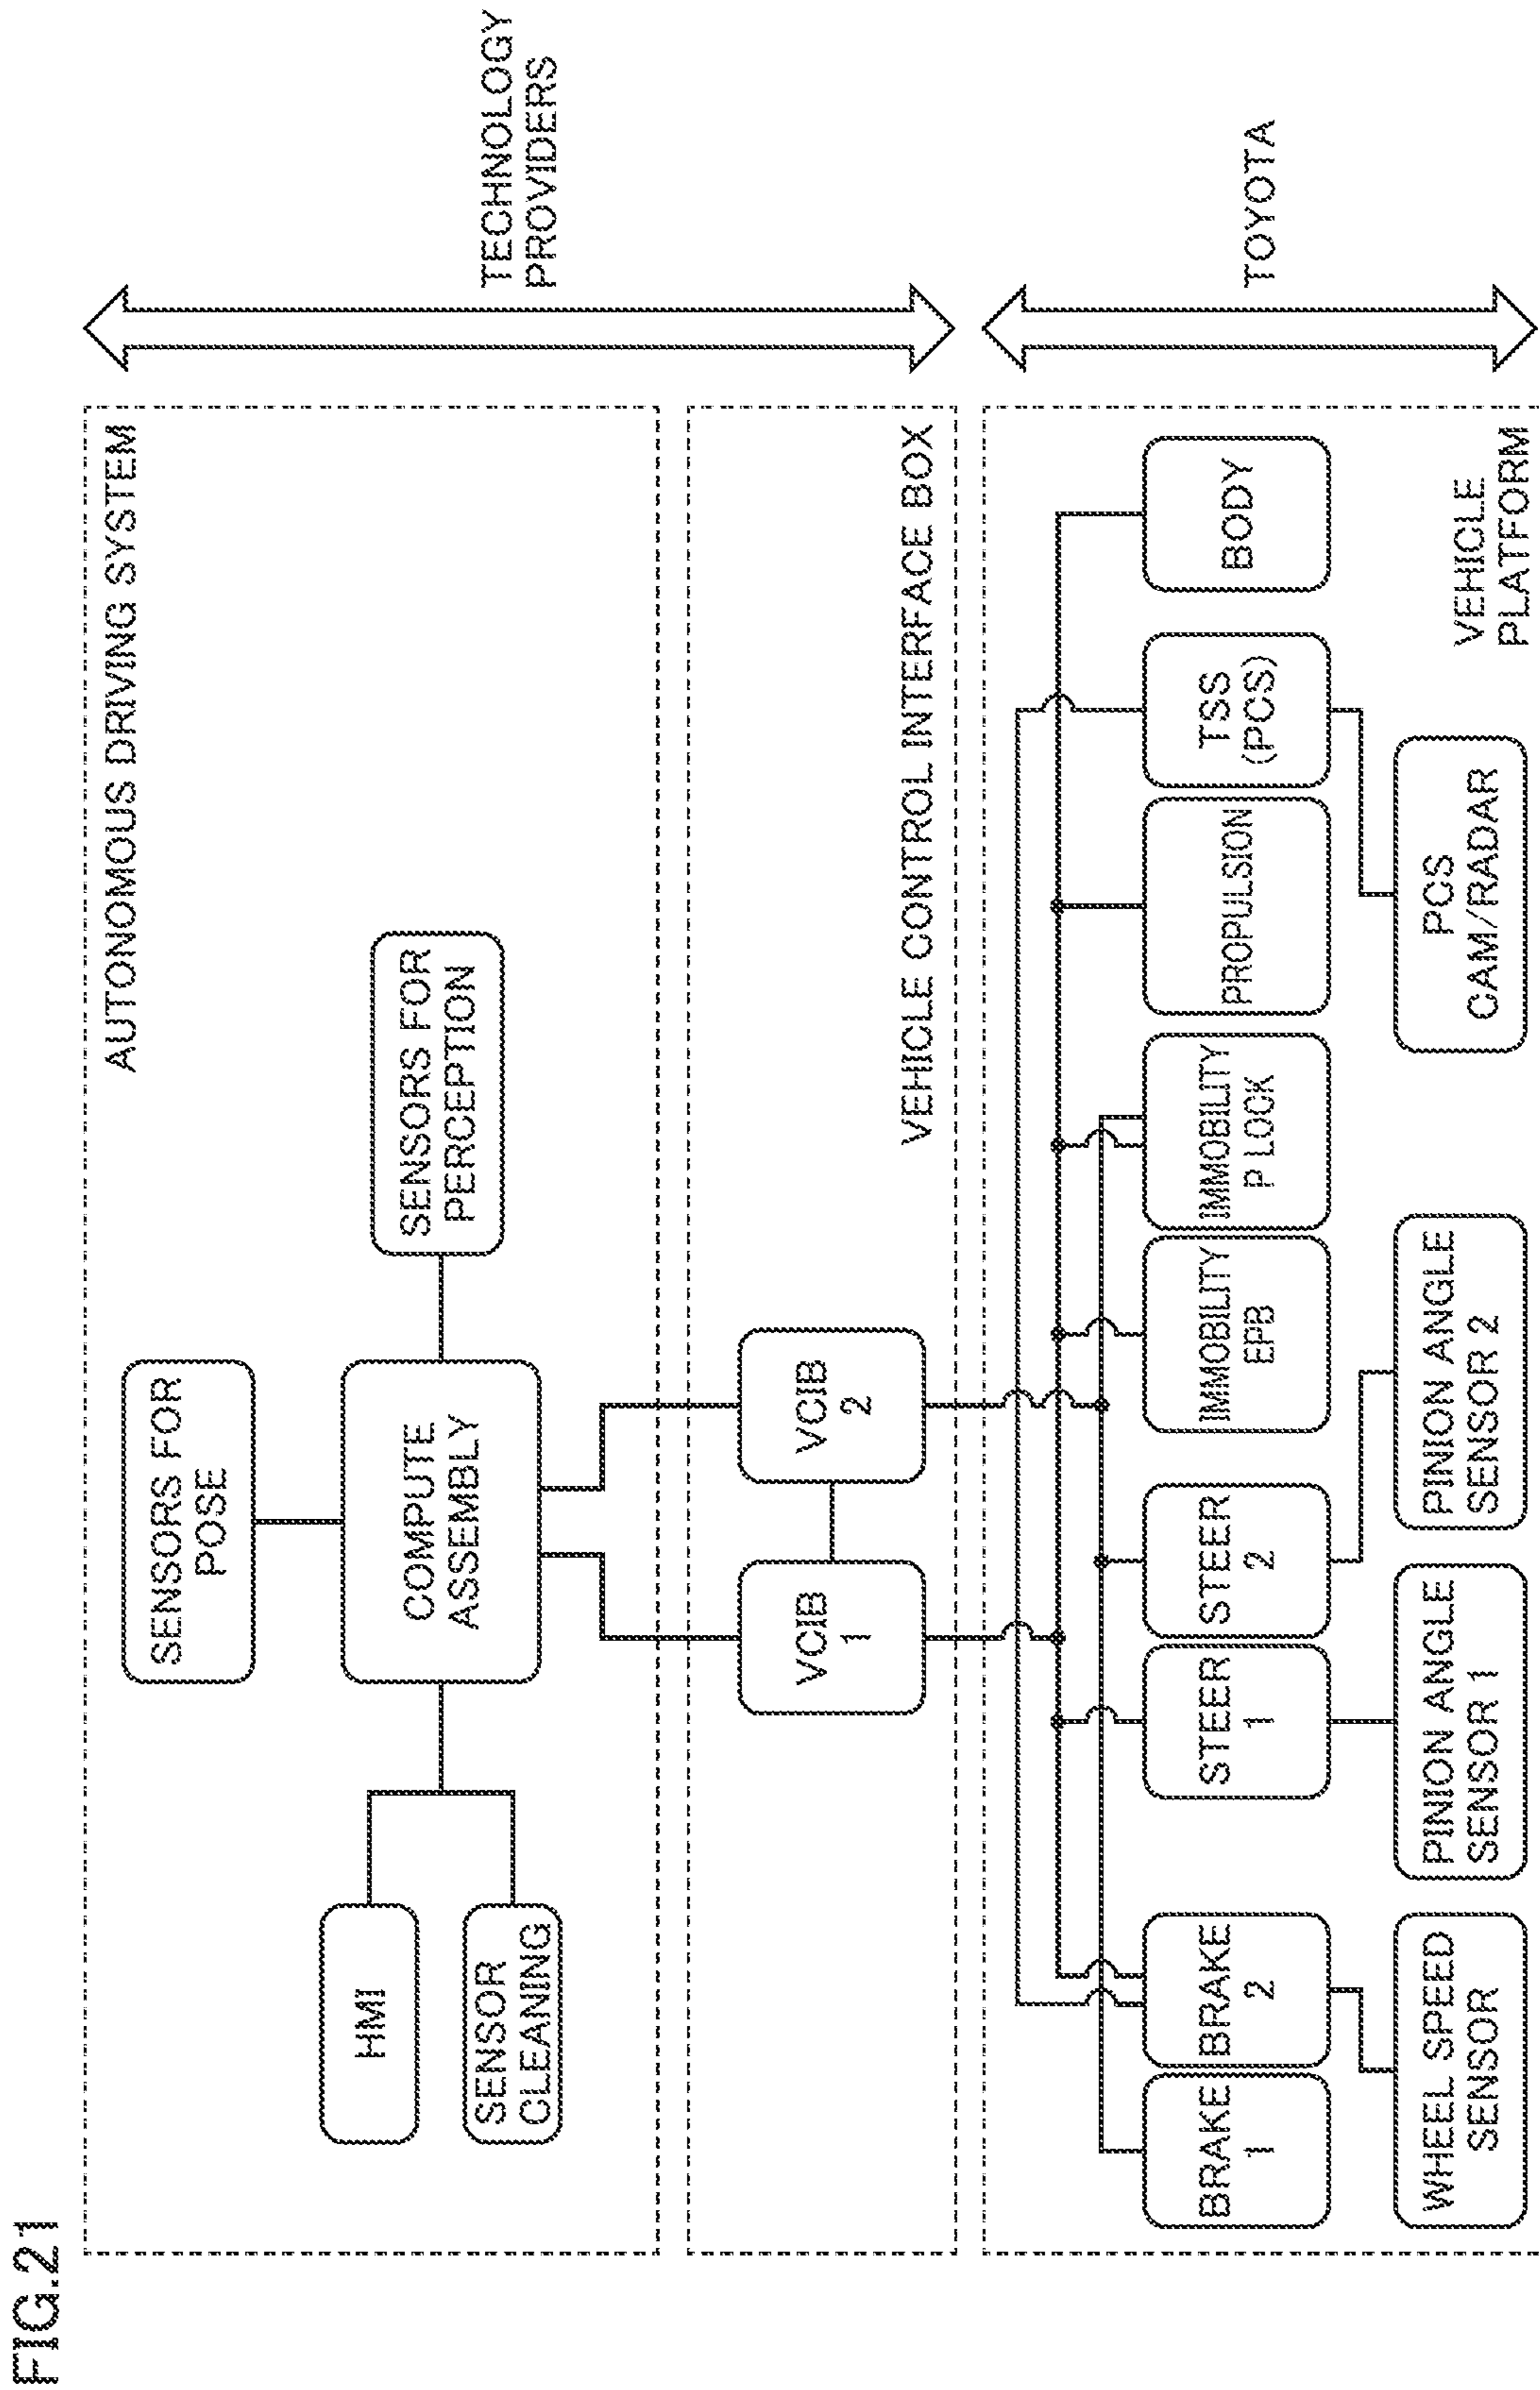 FIG.21
AUTONOMOUS DRIVING SYSTEM
SENSORS FOR
POSE
HMI
SENSOR
CLEANING
COMPUTE
ASSEMBLY
SENSORS FOR
PERCEPTION
TECHNOLOGY
PROVIDERS
VCIB
1
VCIB
2
VEHICLE CONTROL INTERFACE BOX
BRAKE
1
BRAKE
2
STEER
1
STEER
2
IMMOBILITY
EPB
IMMOBILITY
P LOCK
PROPULSION
TSS
(PCS)
BODY
TOYOTA
WHEEL SPEED
SENSOR
PINION ANGLE
SENSOR 1
PINION ANGLE
SENSOR 2
PCS
CAM/RADAR
VEHICLE
PLATFORM